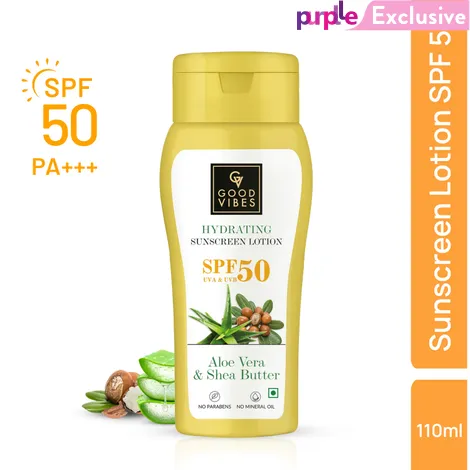 purplle Exclusive
SPF
50
PA+++
GV
GOOD
VIBES
HYDRATING
SUNSCREEN LOTION
SPF50
UVA & UVB
Aloe Vera
& Shea Butter
NO PARABENS
NO MINERAL OIL
Sunscreen Lotion SPF 5
110ml